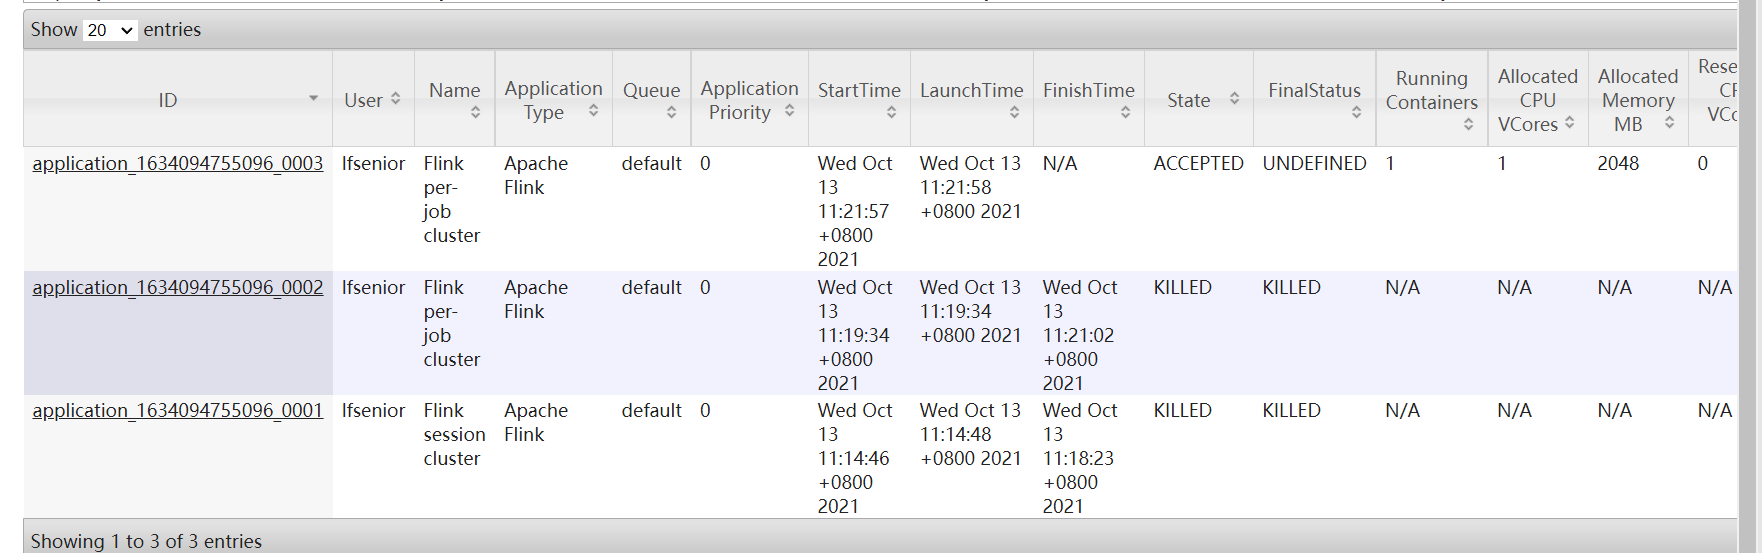 Show 20 entries
ID User Name Application Type Queue Application Priority StartTime LaunchTime FinishTime State FinalStatus Running Containers Allocated CPU VCores Allocated Memory MB
application_1634094755096_0003 lfsenior Flink per-job cluster Apache Flink default 0 Wed Oct 13 11:21:57 +0800 2021 Wed Oct 13 11:21:58 +0800 2021 N/A ACCEPTED UNDEFINED 1 1 2048 0
application_1634094755096_0002 lfsenior Flink per-job cluster Apache Flink default 0 Wed Oct 13 11:19:34 +0800 2021 Wed Oct 13 11:19:34 +0800 2021 Wed Oct 13 11:21:02 +0800 2021 KILLED KILLED N/A N/A N/A N/A
application_1634094755096_0001 lfsenior Flink session cluster Apache Flink default 0 Wed Oct 13 11:14:46 +0800 2021 Wed Oct 13 11:14:48 +0800 2021 Wed Oct 13 11:18:23 +0800 2021 KILLED KILLED N/A N/A N/A N/A
Showing 1 to 3 of 3 entries